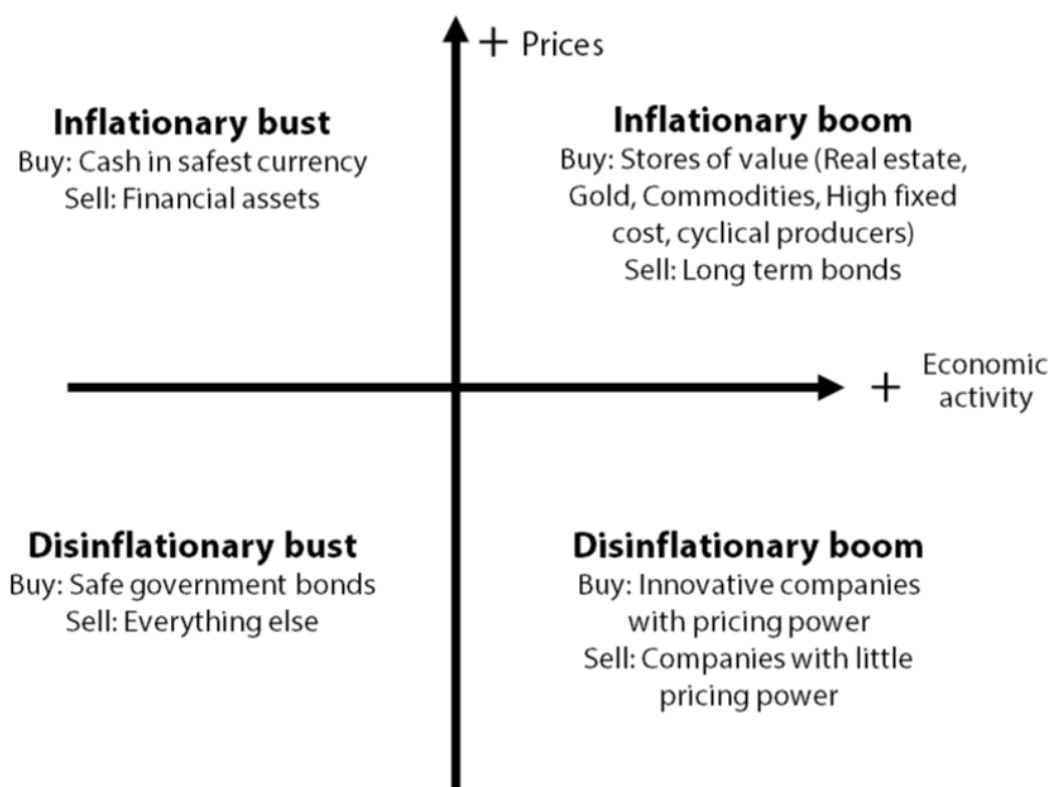 + Prices
Inflationary bust
Buy: Cash in safest currency
Sell: Financial assets
Inflationary boom
Buy: Stores of value (Real estate,
Gold, Commodities, High fixed
cost, cyclical producers)
Sell: Long term bonds
+ Economic
activity
Disinflationary bust
Buy: Safe government bonds
Sell: Everything else
Disinflationary boom
Buy: Innovative companies
with pricing power
Sell: Companies with little
pricing power